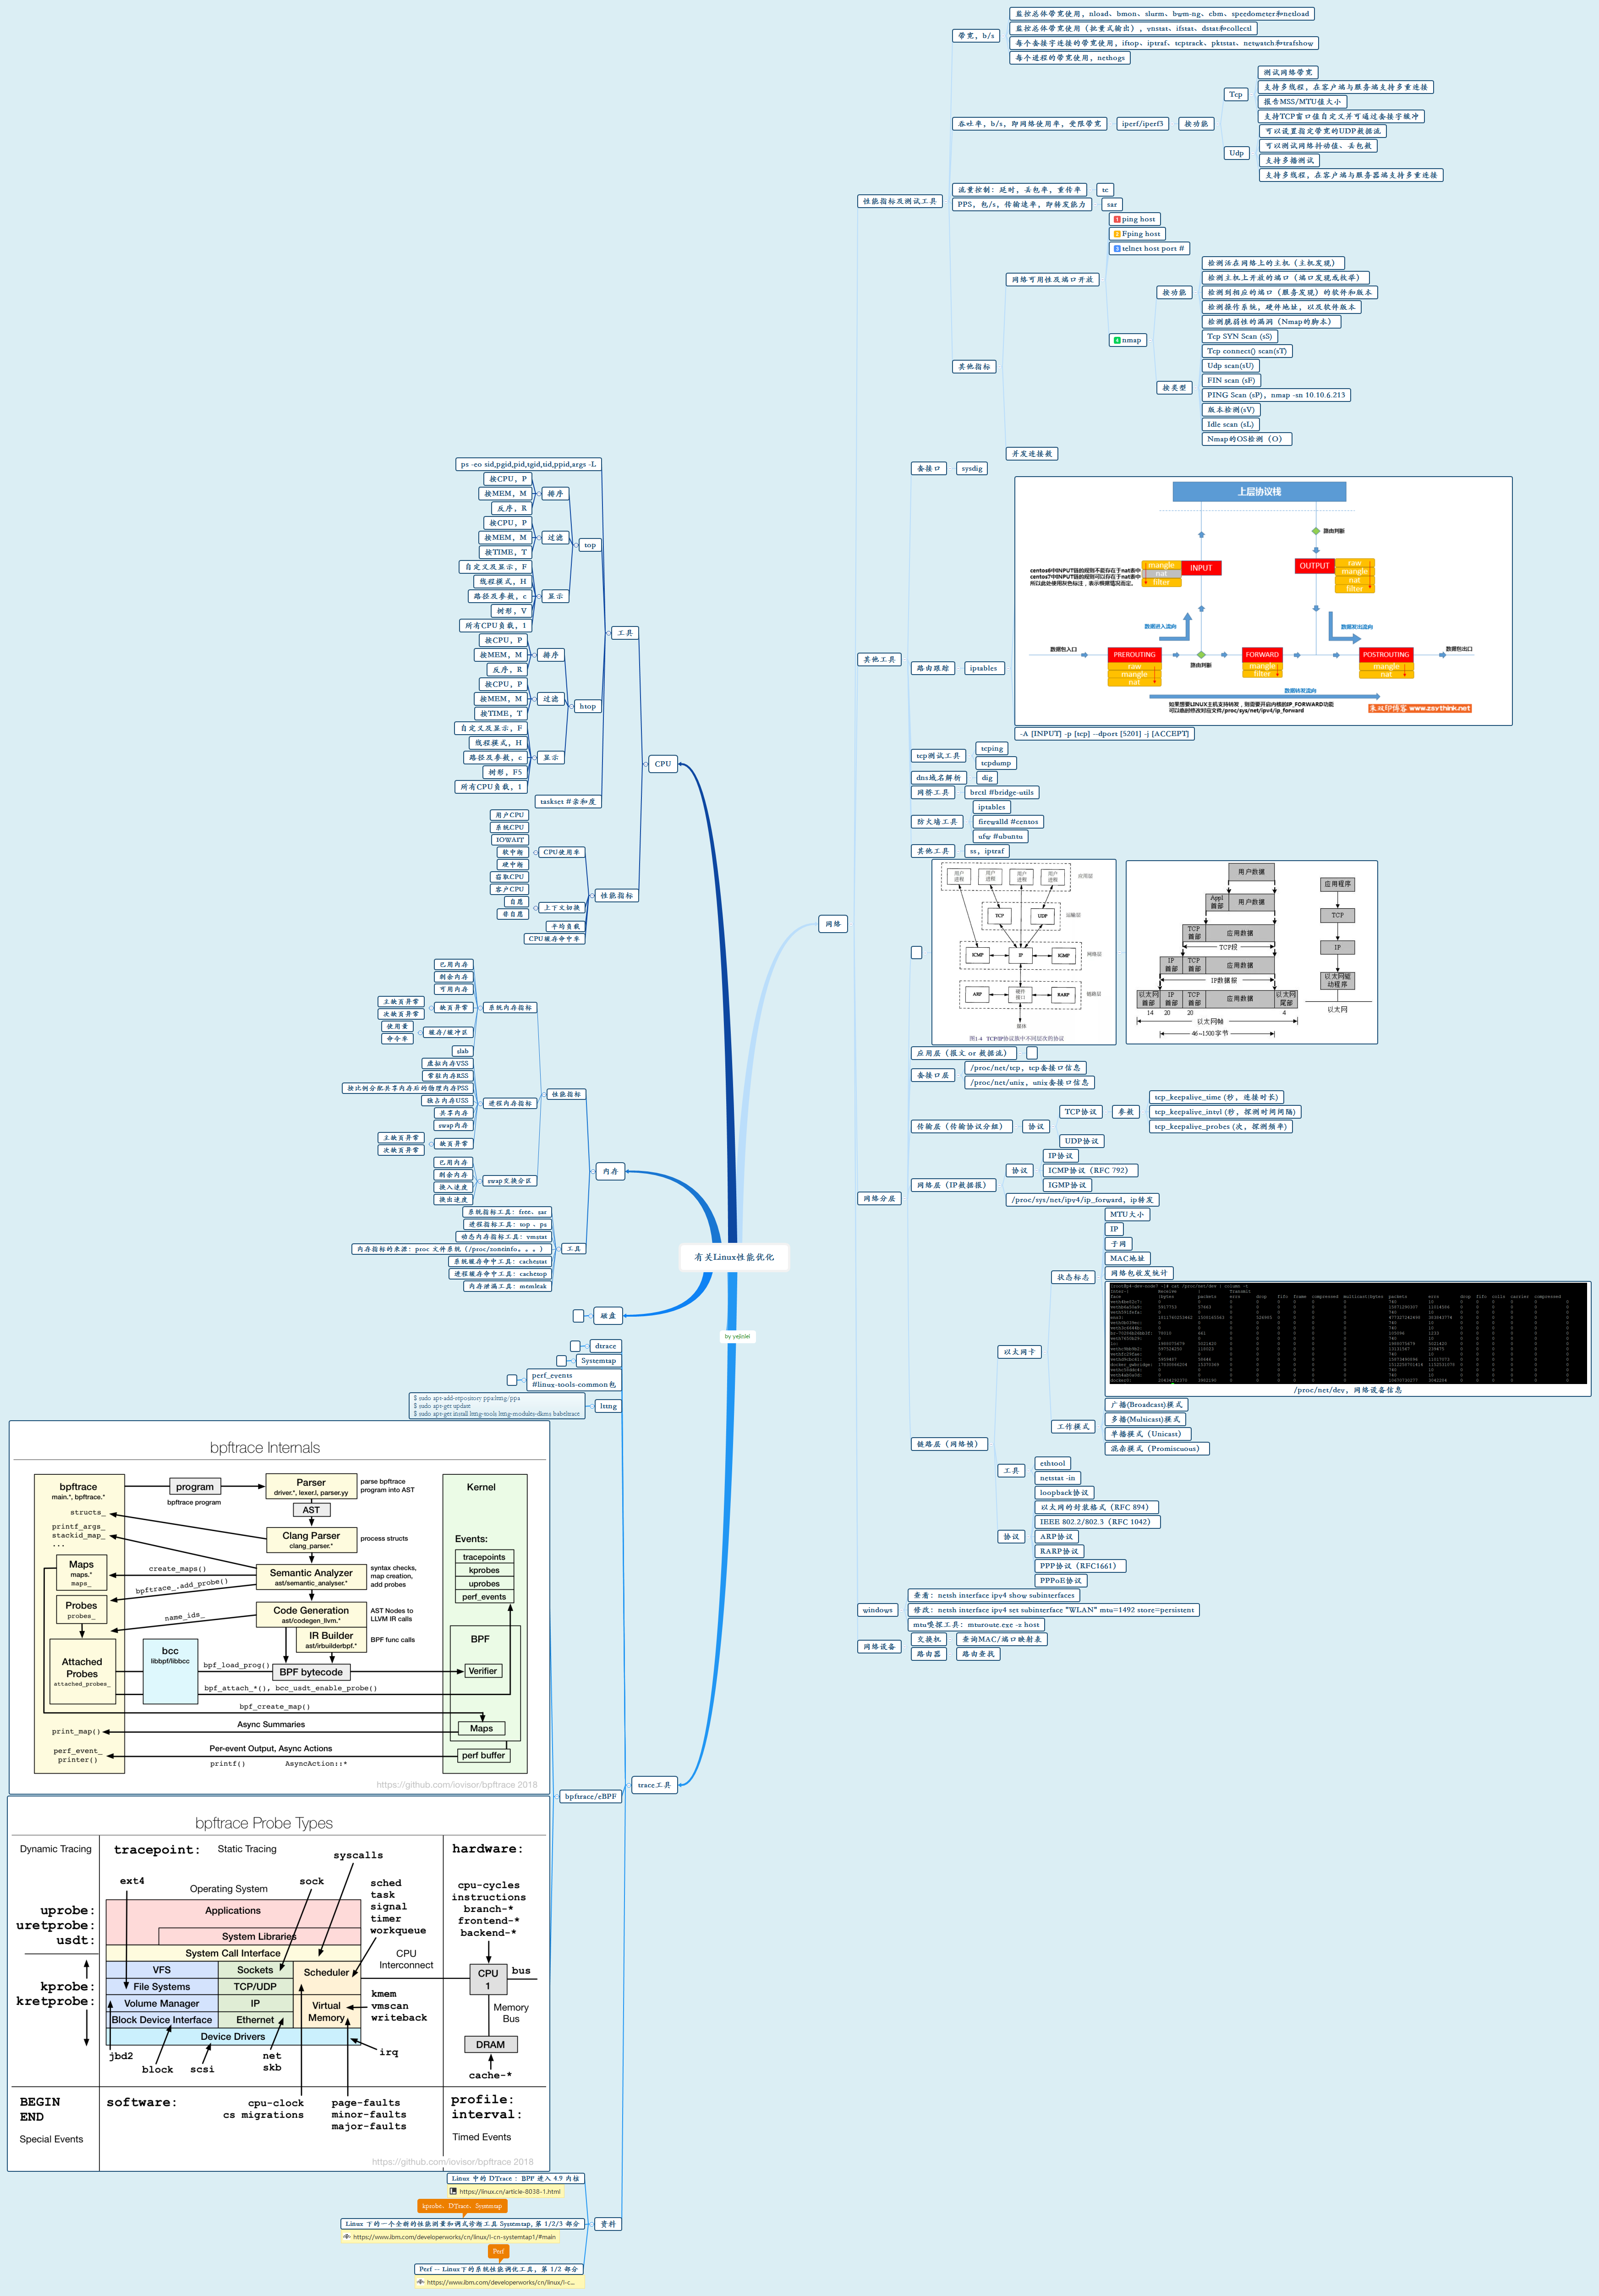 有关Linux性能优化
by yejinlei
网络
性能指标及测试工具
带宽，b/s
监控总体带宽使用，nload、bmon、slurm、bwm-ng、cbm、speedometer和netload
监控总体带宽使用（批量式输出），vnstat、ifstat、dstat和collectl
每个套接字连接的带宽使用，iftop、iptraf、tcptrack、pktstat、netwatch和trafshow
每个进程的带宽使用，nethogs
吞吐率，b/s，即网络使用率，受限带宽
iperf/iperf3
按功能
Tcp
测试网络带宽
支持多线程，在客户端与服务端支持多重连接
报告MSS/MTU值大小
支持TCP窗口值自定义并可通过套接字缓冲
Udp
可以设置指定带宽的UDP数据流
可以测试网络抖动值、丢包数
支持多播测试
支持多线程，在客户端与服务器端支持多重连接
流量控制：延时，丢包率，重传率
tc
PPS，包/s，传输速率，即转发能力
sar
其他指标
网络可用性及端口开放
1 ping host
2 Fping host
3 telnet host port #
4 nmap
按功能
检测活在网络上的主机（主机发现）
检测主机上开放的端口（端口发现或枚举）
检测到相应的端口（服务发现）的软件和版本
检测操作系统，硬件地址，以及软件版本
检测脆弱性的漏洞（Nmap的脚本）
按类型
Tcp SYN Scan (sS)
Tcp connect() scan(sT)
Udp scan(sU)
FIN scan (sF)
PING Scan (sP)，nmap -sn 10.10.6.213
版本检测(sV)
Idle scan (sL)
Nmap的OS检测（O）
并发连接数
其他工具
套接口
sysdig
路由跟踪
iptables
上层协议栈
路由判断
mangle
nat
filter
INPUT
OUTPUT
raw
mangle
nat
filter
centos6中INPUT链的规则不能存在于nat表中
centos7中INPUT链的规则可以存在于nat表中
所以此处使用灰色标注，表示根据情况而定。
数据进入流向
数据发出流向
数据包入口
PREROUTING
raw
mangle
nat
路由判断
FORWARD
mangle
filter
POSTROUTING
mangle
nat
数据包出口
数据转发流向
如果想要LINUX主机支持转发，则需要开启内核的IP_FORWARD功能
可以临时修改对应文件/proc/sys/net/ipv4/ip_forward
朱双印博客 www.zsythink.net
-A [INPUT] -p [tcp] --dport [5201] -j [ACCEPT]
tcp测试工具
tcping
tcpdump
dns域名解析
dig
网桥工具
brctl #bridge-utils
防火墙工具
iptables
firewalld #centos
ufw #ubuntu
其他工具
ss，iptraf
网络分层
用户进程
用户进程
用户进程
用户进程
应用层
TCP
UDP
运输层
ICMP
IP
IGMP
网络层
ARP
硬件接口
RARP
链路层
媒体
图1-4 TCP/IP协议族中不同层次的协议
用户数据
Appl首部
用户数据
TCP首部
应用数据
TCP段
IP首部
TCP首部
应用数据
IP数据报
以太网首部
IP首部
TCP首部
应用数据
以太网尾部
14
20
20
4
以太网帧
46~1500字节
应用程序
TCP
IP
以太网驱动程序
以太网
应用层（报文 or 数据流）
套接口层
/proc/net/tcp，tcp套接口信息
/proc/net/unix，unix套接口信息
传输层（传输协议分组）
协议
TCP协议
参数
tcp_keepalive_time (秒，连接时长)
tcp_keepalive_intvl (秒，探测时间间隔)
tcp_keepalive_probes (次，探测频率)
UDP协议
网络层（IP数据报）
协议
IP协议
ICMP协议（RFC 792）
IGMP协议
/proc/sys/net/ipv4/ip_forward，ip转发
链路层（网络帧）
以太网卡
状态标志
MTU大小
IP
子网
MAC地址
网络包收发统计
/proc/net/dev，网络设备信息
工作模式
广播(Broadcast)模式
多播(Multicast)模式
单播模式（Unicast）
混杂模式（Promiscuous）
工具
ethtool
netstat -in
协议
loopback协议
以太网的封装格式（RFC 894）
IEEE 802.2/802.3（RFC 1042）
ARP协议
RARP协议
PPP协议（RFC1661）
PPPoE协议
windows
查看：netsh interface ipv4 show subinterfaces
修改：netsh interface ipv4 set subinterface "WLAN" mtu=1492 store=persistent
mtu嗅探工具：mturoute.exe -s host
网络设备
交换机
查询MAC/端口映射表
路由器
路由查找
CPU
工具
ps -eo sid,pgid,pid,tgid,tid,ppid,args -L
top
排序
按CPU，P
按MEM，M
反序，R
过滤
按CPU，P
按MEM，M
按TIME，T
显示
自定义及显示，F
线程模式，H
路径及参数，c
树形，V
所有CPU负载，1
htop
排序
按CPU，P
按MEM，M
反序，R
过滤
按CPU，P
按MEM，M
按TIME，T
显示
自定义及显示，F
线程模式，H
路径及参数，c
树形，F5
所有CPU负载，1
taskset #亲和度
性能指标
CPU使用率
用户CPU
系统CPU
IOWAIT
软中断
硬中断
窃取CPU
客户CPU
上下文切换
自愿
非自愿
平均负载
CPU缓存命中率
内存
性能指标
系统内存指标
已用内存
剩余内存
可用内存
缺页异常
主缺页异常
次缺页异常
缓存/缓冲区
使用量
命令率
slab
进程内存指标
虚拟内存VSS
常驻内存RSS
按比例分配共享内存后的物理内存PSS
独占内存USS
共享内存
swap内存
缺页异常
主缺页异常
次缺页异常
swap交换分区
已用内存
剩余内存
换入速度
换出速度
工具
系统指标工具：free、sar
进程指标工具：top 、ps
动态内存指标工具：vmstat
内存指标的来源：proc 文件系统（/proc/zoneinfo。。。）
系统缓存命中工具：cachestat
进程缓存命中工具：cachetop
内存泄漏工具：memleak
磁盘
trace工具
dtrace
Systemtap
perf_events
#linux-tools-common包
lttng
$ sudo apt-add-repository ppa:lttng/ppa
$ sudo apt-get update
$ sudo apt-get install lttng-tools lttng-modules-dkms babeltrace
bpftrace/eBPF
bpftrace Internals
bpftrace
main.*, bpftrace.*
program
bpftrace program
Parser
driver.*, lexer.l, parser.yy
parse bpftrace
program into AST
AST
structs_
printf_args_
stackid_map_
...
Clang Parser
clang_parser.*
process structs
Maps
maps.*
maps_
create_maps()
Semantic Analyzer
ast/semantic_analyser.*
syntax checks,
map creation,
add probes
bpftrace_.add_probe()
Probes
probes_
name_ids_
Code Generation
ast/codegen_llvm.*
AST Nodes to
LLVM IR calls
IR Builder
ast/irbuilderbpf.*
BPF func calls
Attached
Probes
attached_probes_
bcc
libbpf/libbcc
bpf_load_prog()
BPF bytecode
bpf_attach_*(), bcc_usdt_enable_probe()
bpf_create_map()
Kernel
Events:
tracepoints
kprobes
uprobes
perf_events
BPF
Verifier
Maps
perf buffer
Async Summaries
print_map()
Per-event Output, Async Actions
perf_event_
printer()
printf()
AsyncAction::*
https://github.com/iovisor/bpftrace 2018
bpftrace Probe Types
Dynamic Tracing
tracepoint:
Static Tracing
hardware:
syscalls
ext4
Operating System
sock
sched
task
signal
timer
workqueue
cpu-cycles
instructions
branch-*
frontend-*
backend-*
uprobe:
uretprobe:
usdt:
Applications
System Libraries
System Call Interface
VFS
Sockets
Scheduler
File Systems
TCP/UDP
Volume Manager
IP
Virtual
Memory
Block Device Interface
Ethernet
Device Drivers
CPU
Interconnect
CPU
1
bus
kprobe:
kretprobe:
kmem
vmscan
writeback
Memory
Bus
DRAM
cache-*
jbd2
block
scsi
net
skb
irq
BEGIN
END
Special Events
software:
cpu-clock
cs migrations
page-faults
minor-faults
major-faults
profile:
interval:
Timed Events
https://github.com/iovisor/bpftrace 2018
资料
Linux 中的 DTrace ：BPF 进入 4.9 内核
https://linux.cn/article-8038-1.html
kprobe、DTrace、Systemtap
Linux 下的一个全新的性能测量和调式诊断工具 Systemtap, 第 1/2/3 部分
https://www.ibm.com/developerworks/cn/linux/l-cn-systemtap1/#main
Perf
Perf -- Linux下的系统性能调优工具，第 1/2 部分
https://www.ibm.com/developerworks/cn/linux/l-c...